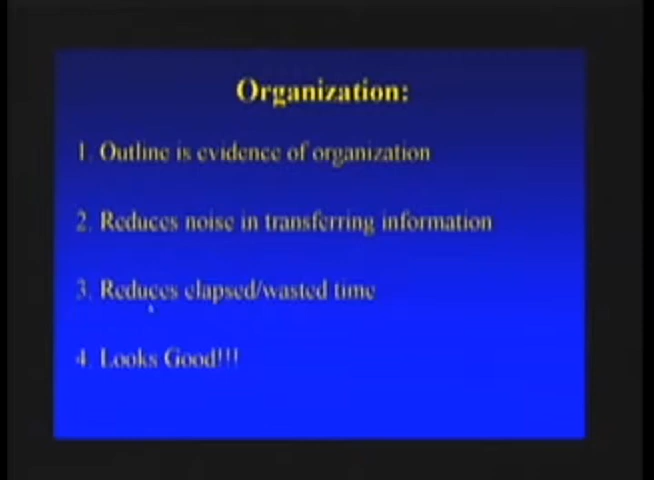 Organization:
1. Outline is evidence of organization
2. Reduces noise in transferring information
3. Reduces elapsed/wasted time
4. Looks Good!!!